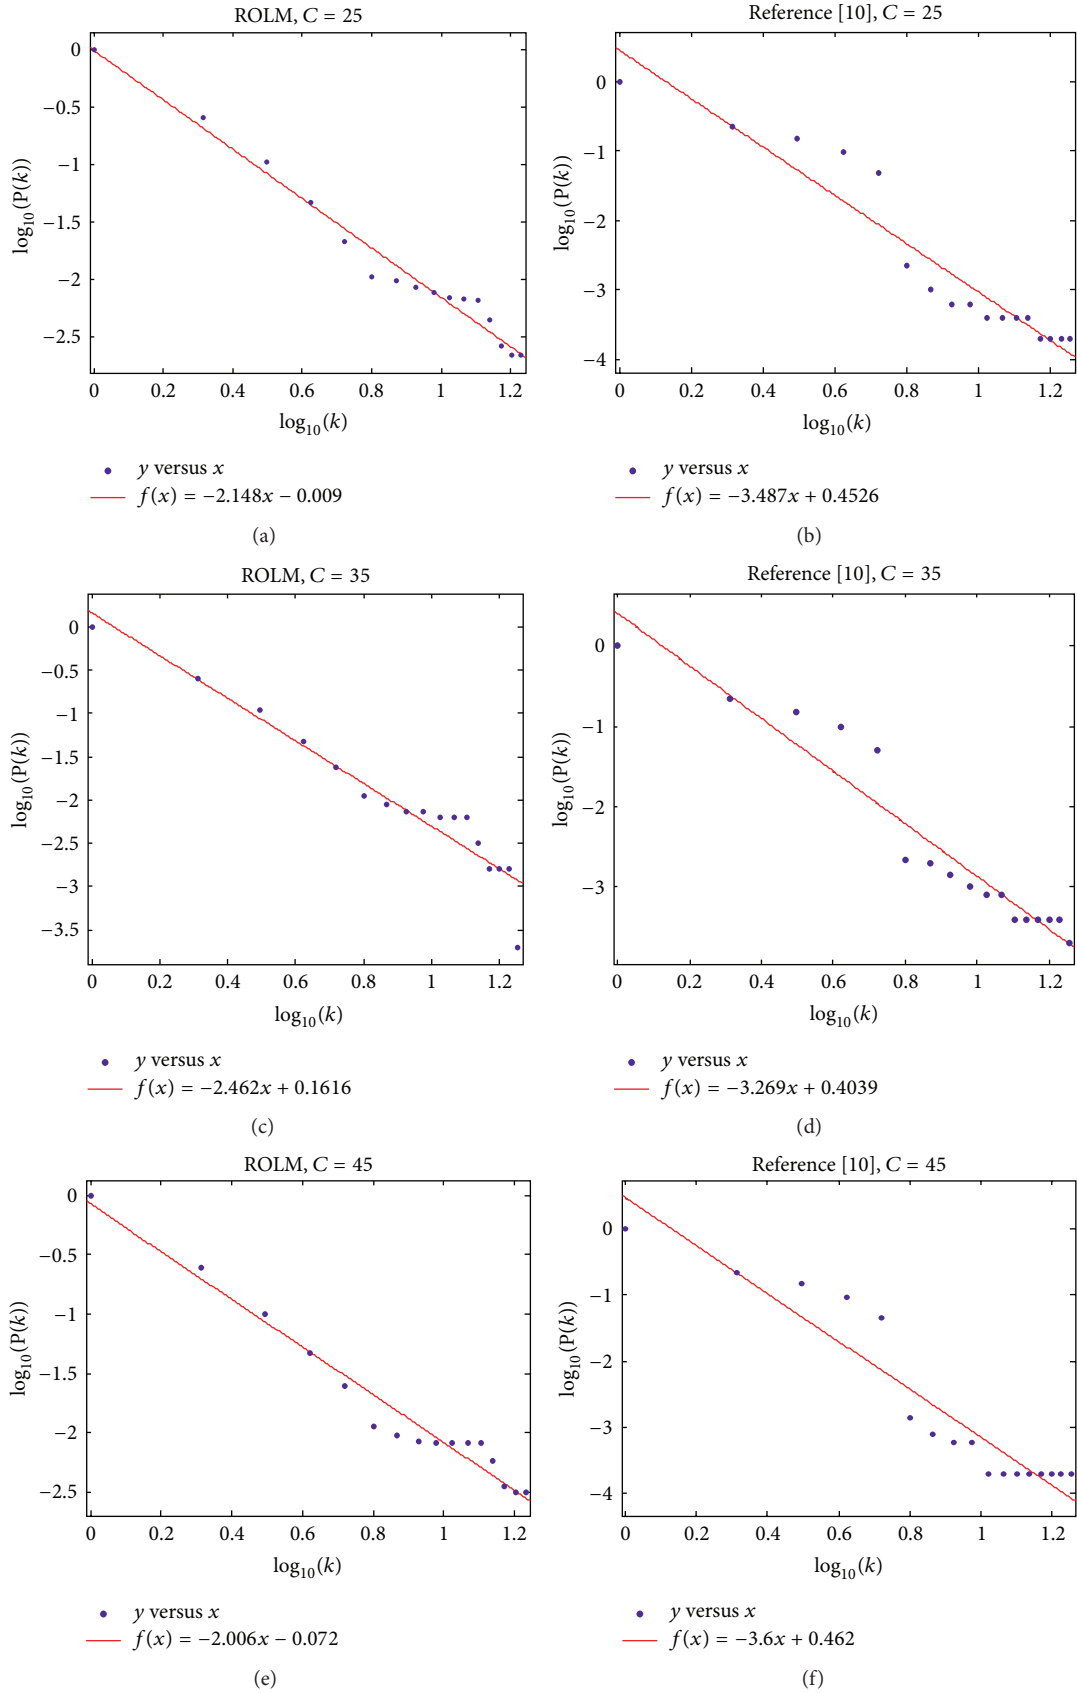 ROLM, C = 25
0
−0.5
−1
−1.5
−2
−2.5
log10(P(k))
0 0.2 0.4 0.6 0.8 1 1.2
log10(k)
y versus x
f(x) = −2.148x − 0.009
(a)
Reference [10], C = 25
0
−1
−2
−3
−4
log10(P(k))
0 0.2 0.4 0.6 0.8 1 1.2
log10(k)
y versus x
f(x) = −3.487x + 0.4526
(b)
ROLM, C = 35
0
−0.5
−1
−1.5
−2
−2.5
−3
−3.5
log10(P(k))
0 0.2 0.4 0.6 0.8 1 1.2
log10(k)
y versus x
f(x) = −2.462x + 0.1616
(c)
Reference [10], C = 35
0
−1
−2
−3
log10(P(k))
0 0.2 0.4 0.6 0.8 1 1.2
log10(k)
y versus x
f(x) = −3.269x + 0.4039
(d)
ROLM, C = 45
0
−0.5
−1
−1.5
−2
−2.5
log10(P(k))
0 0.2 0.4 0.6 0.8 1 1.2
log10(k)
y versus x
f(x) = −2.006x − 0.072
(e)
Reference [10], C = 45
0
−1
−2
−3
−4
log10(P(k))
0 0.2 0.4 0.6 0.8 1 1.2
log10(k)
y versus x
f(x) = −3.6x + 0.462
(f)